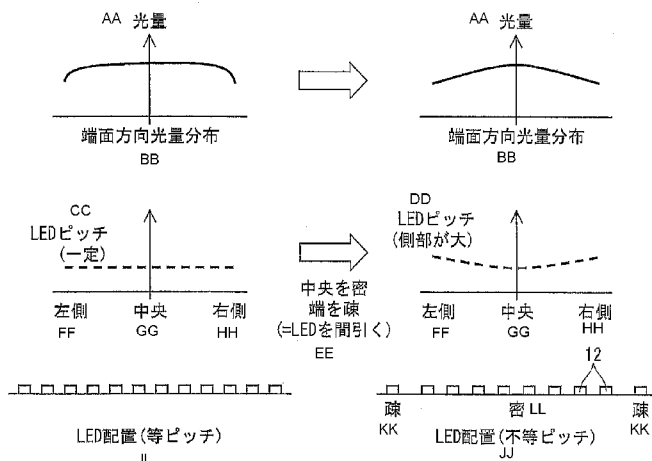 AA 光量
端面方向光量分布
BB
AA 光量
端面方向光量分布
BB
CC
LEDピッチ
(一定)
左側 中央 右側
FF GG HH
中央を密
端を疎
(=LEDを間引く)
EE
DD
LEDピッチ
(側部が大)
左側 中央 右側
FF GG HH
LED配置(等ピッチ)
II
12
疎 密 LL 疎
KK KK
LED配置(不等ピッチ)
JJ